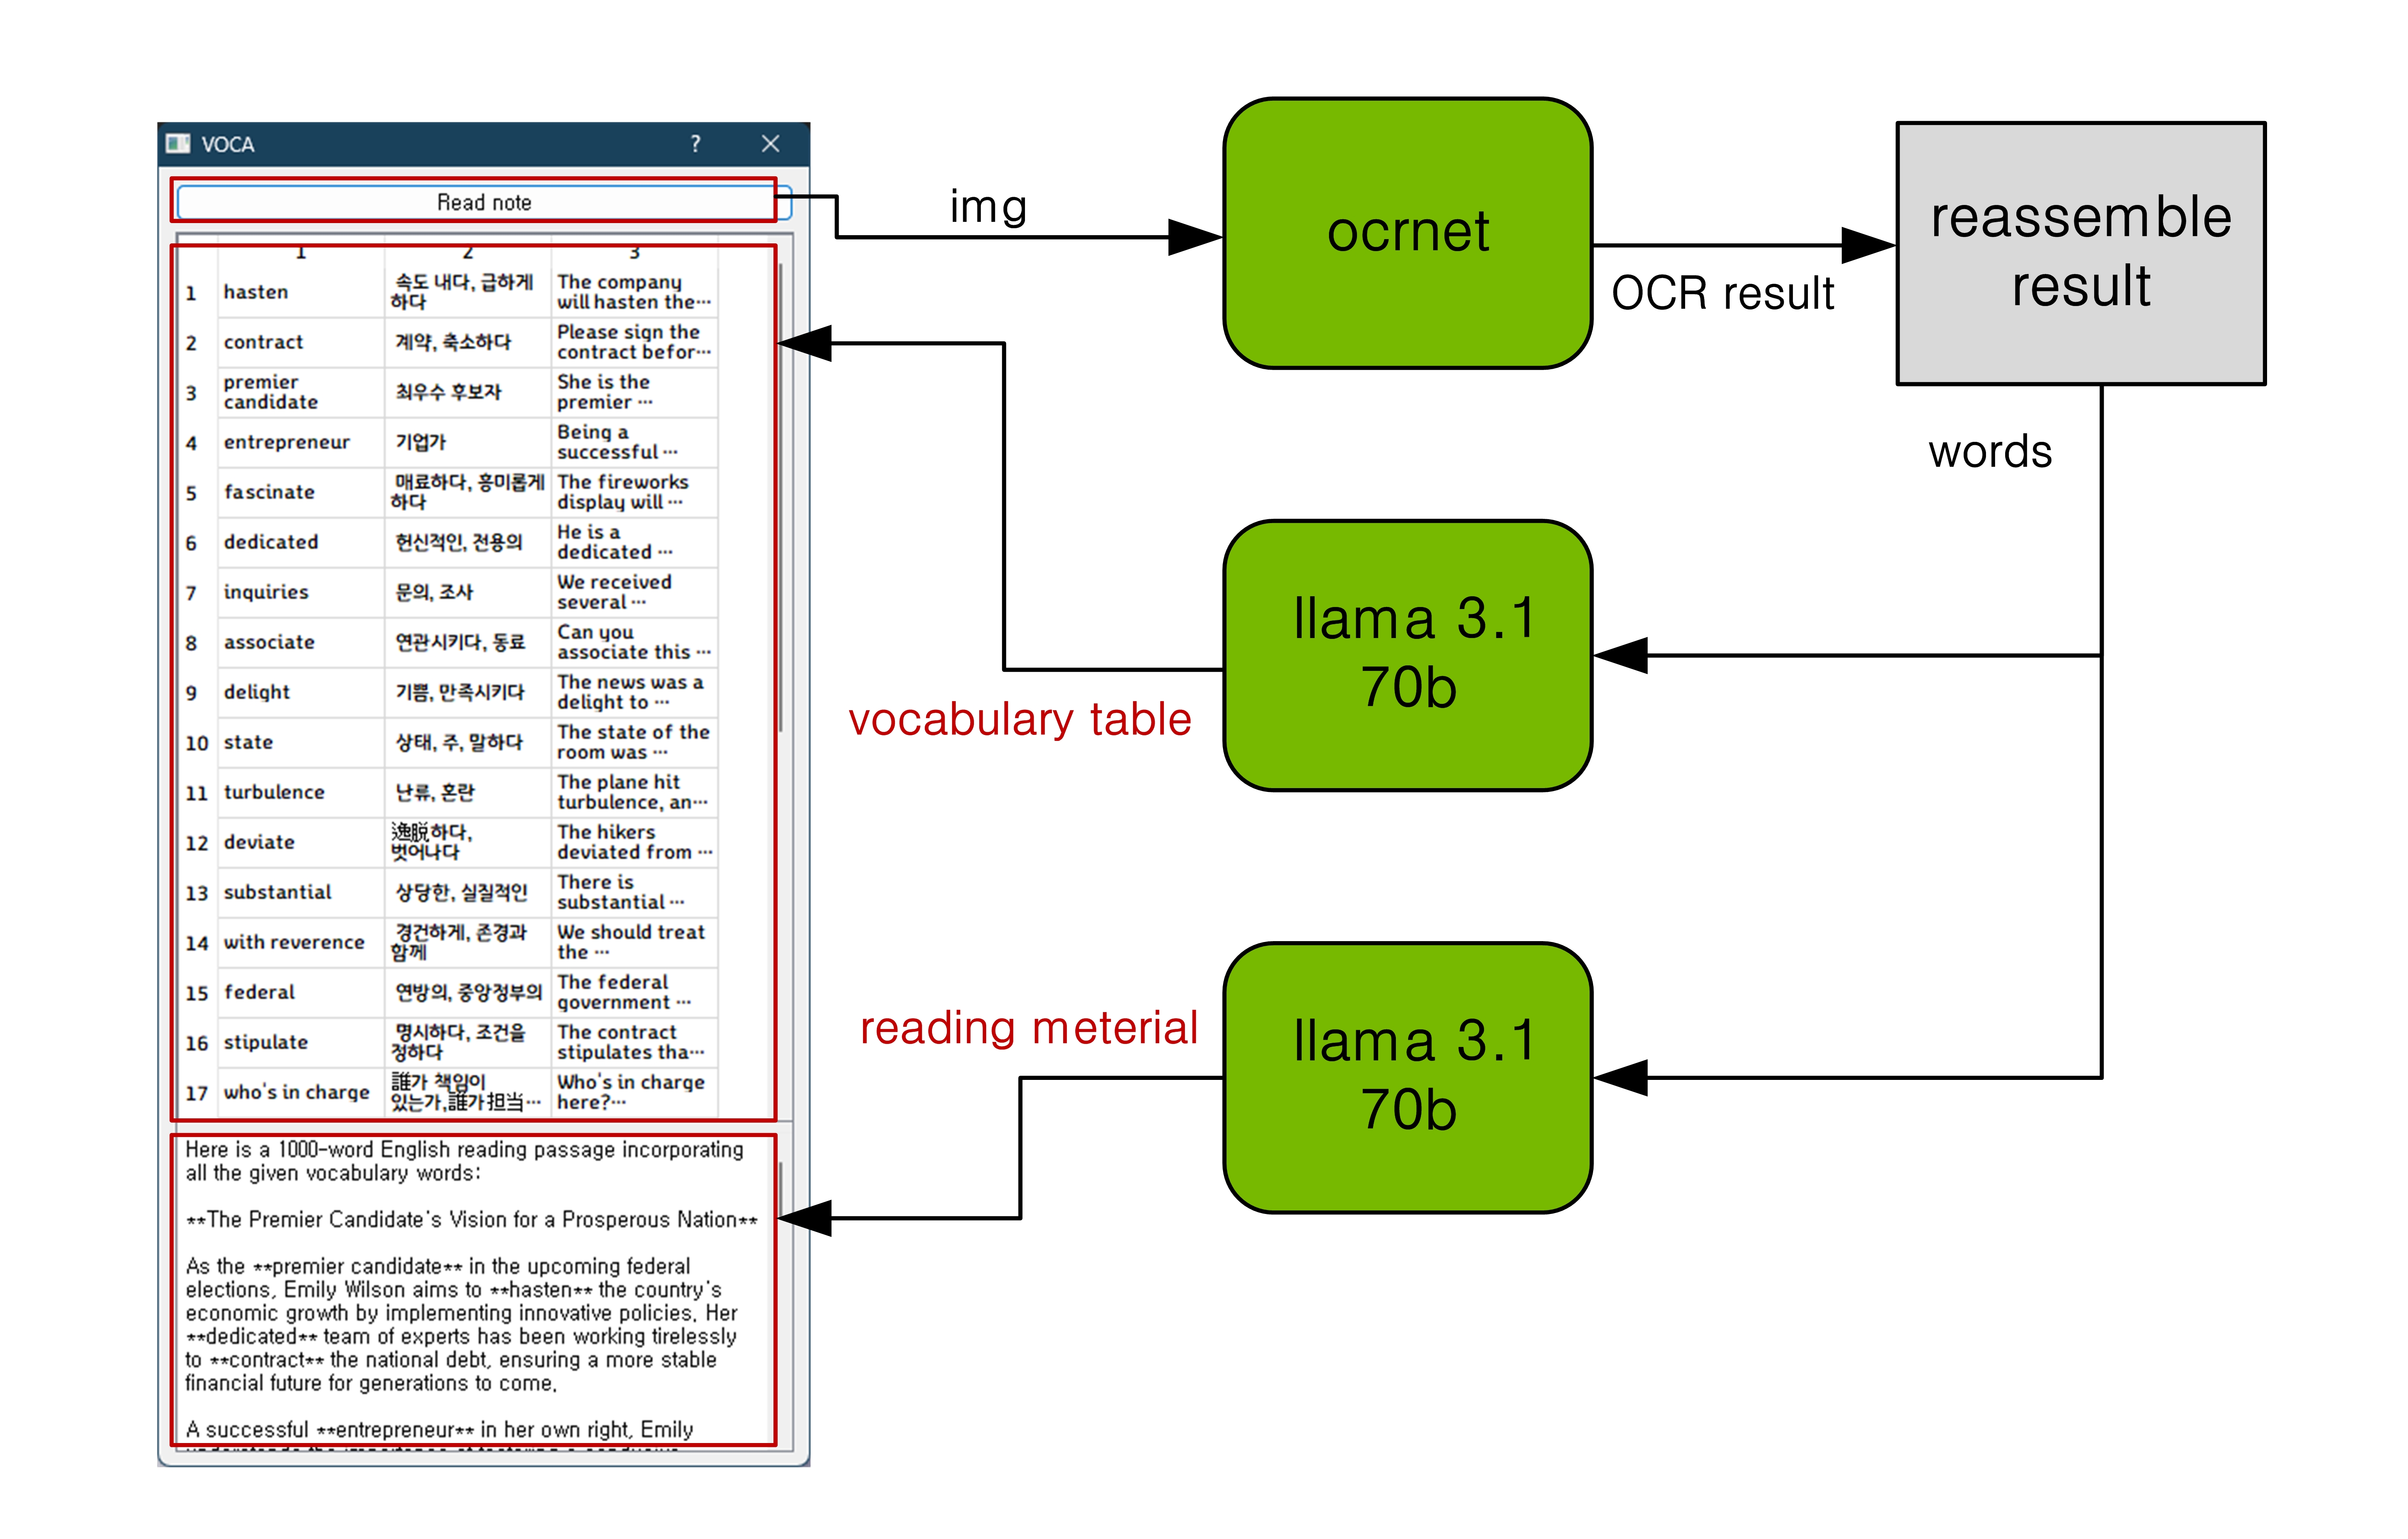 VOCA ?
Read note
1 2 3
1 hasten 속도 내다, 급하게 하다 The company will hasten the…
2 contract 계약, 축소하다 Please sign the contract befor…
3 premier candidate 최우수 후보자 She is the premier …
4 entrepreneur 기업가 Being a successful …
5 fascinate 매료하다, 흥미롭게 하다 The fireworks display will …
6 dedicated 헌신적인, 전용의 He is a dedicated …
7 inquiries 문의, 조사 We received several …
8 associate 연관시키다, 동료 Can you associate this …
9 delight 기쁨, 만족시키다 The news was a delight to …
10 state 상태, 주, 말하다 The state of the room was …
11 turbulence 난류, 혼란 The plane hit turbulence, an…
12 deviate 逸脱하다, 벗어나다 The hikers deviated from …
13 substantial 상당한, 실질적인 There is substantial …
14 with reverence 경건하게, 존경과 함께 We should treat the …
15 federal 연방의, 중앙정부의 The federal government …
16 stipulate 명시하다, 조건을 정하다 The contract stipulates tha…
17 who's in charge 誰가 책임이 있는가,誰가 担当… Who's in charge here?…
Here is a 1000-word English reading passage incorporating
all the given vocabulary words:
**The Premier Candidate's Vision for a Prosperous Nation**
As the **premier candidate** in the upcoming federal
elections, Emily Wilson aims to **hasten** the country's
economic growth by implementing innovative policies. Her
**dedicated** team of experts has been working tirelessly
to **contract** the national debt, ensuring a more stable
financial future for generations to come.
A successful **entrepreneur** in her own right, Emily
img
ocrnet
OCR result
reassemble
result
words
llama 3.1
70b
vocabulary table
llama 3.1
70b
reading meterial